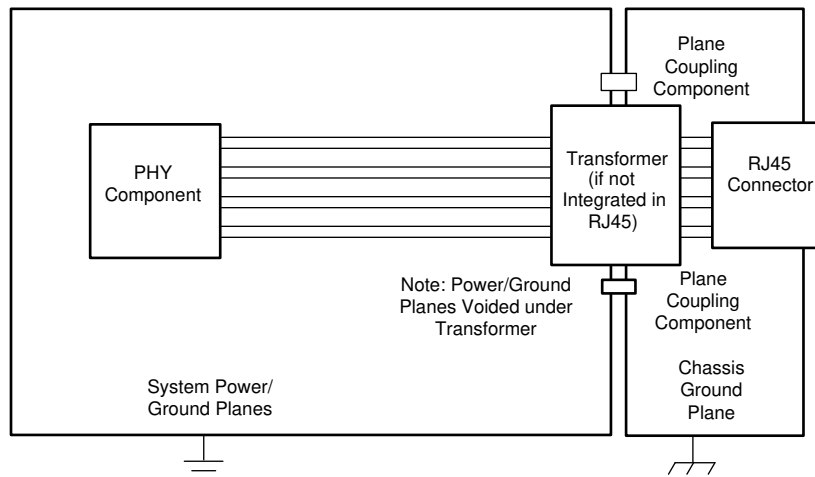 Plane
Coupling
Component
PHY
Component
Transformer
(if not
Integrated in
RJ45)
RJ45
Connector
Note: Power/Ground
Planes Voided under
Transformer
Plane
Coupling
Component
System Power/
Ground Planes
Chassis
Ground
Plane